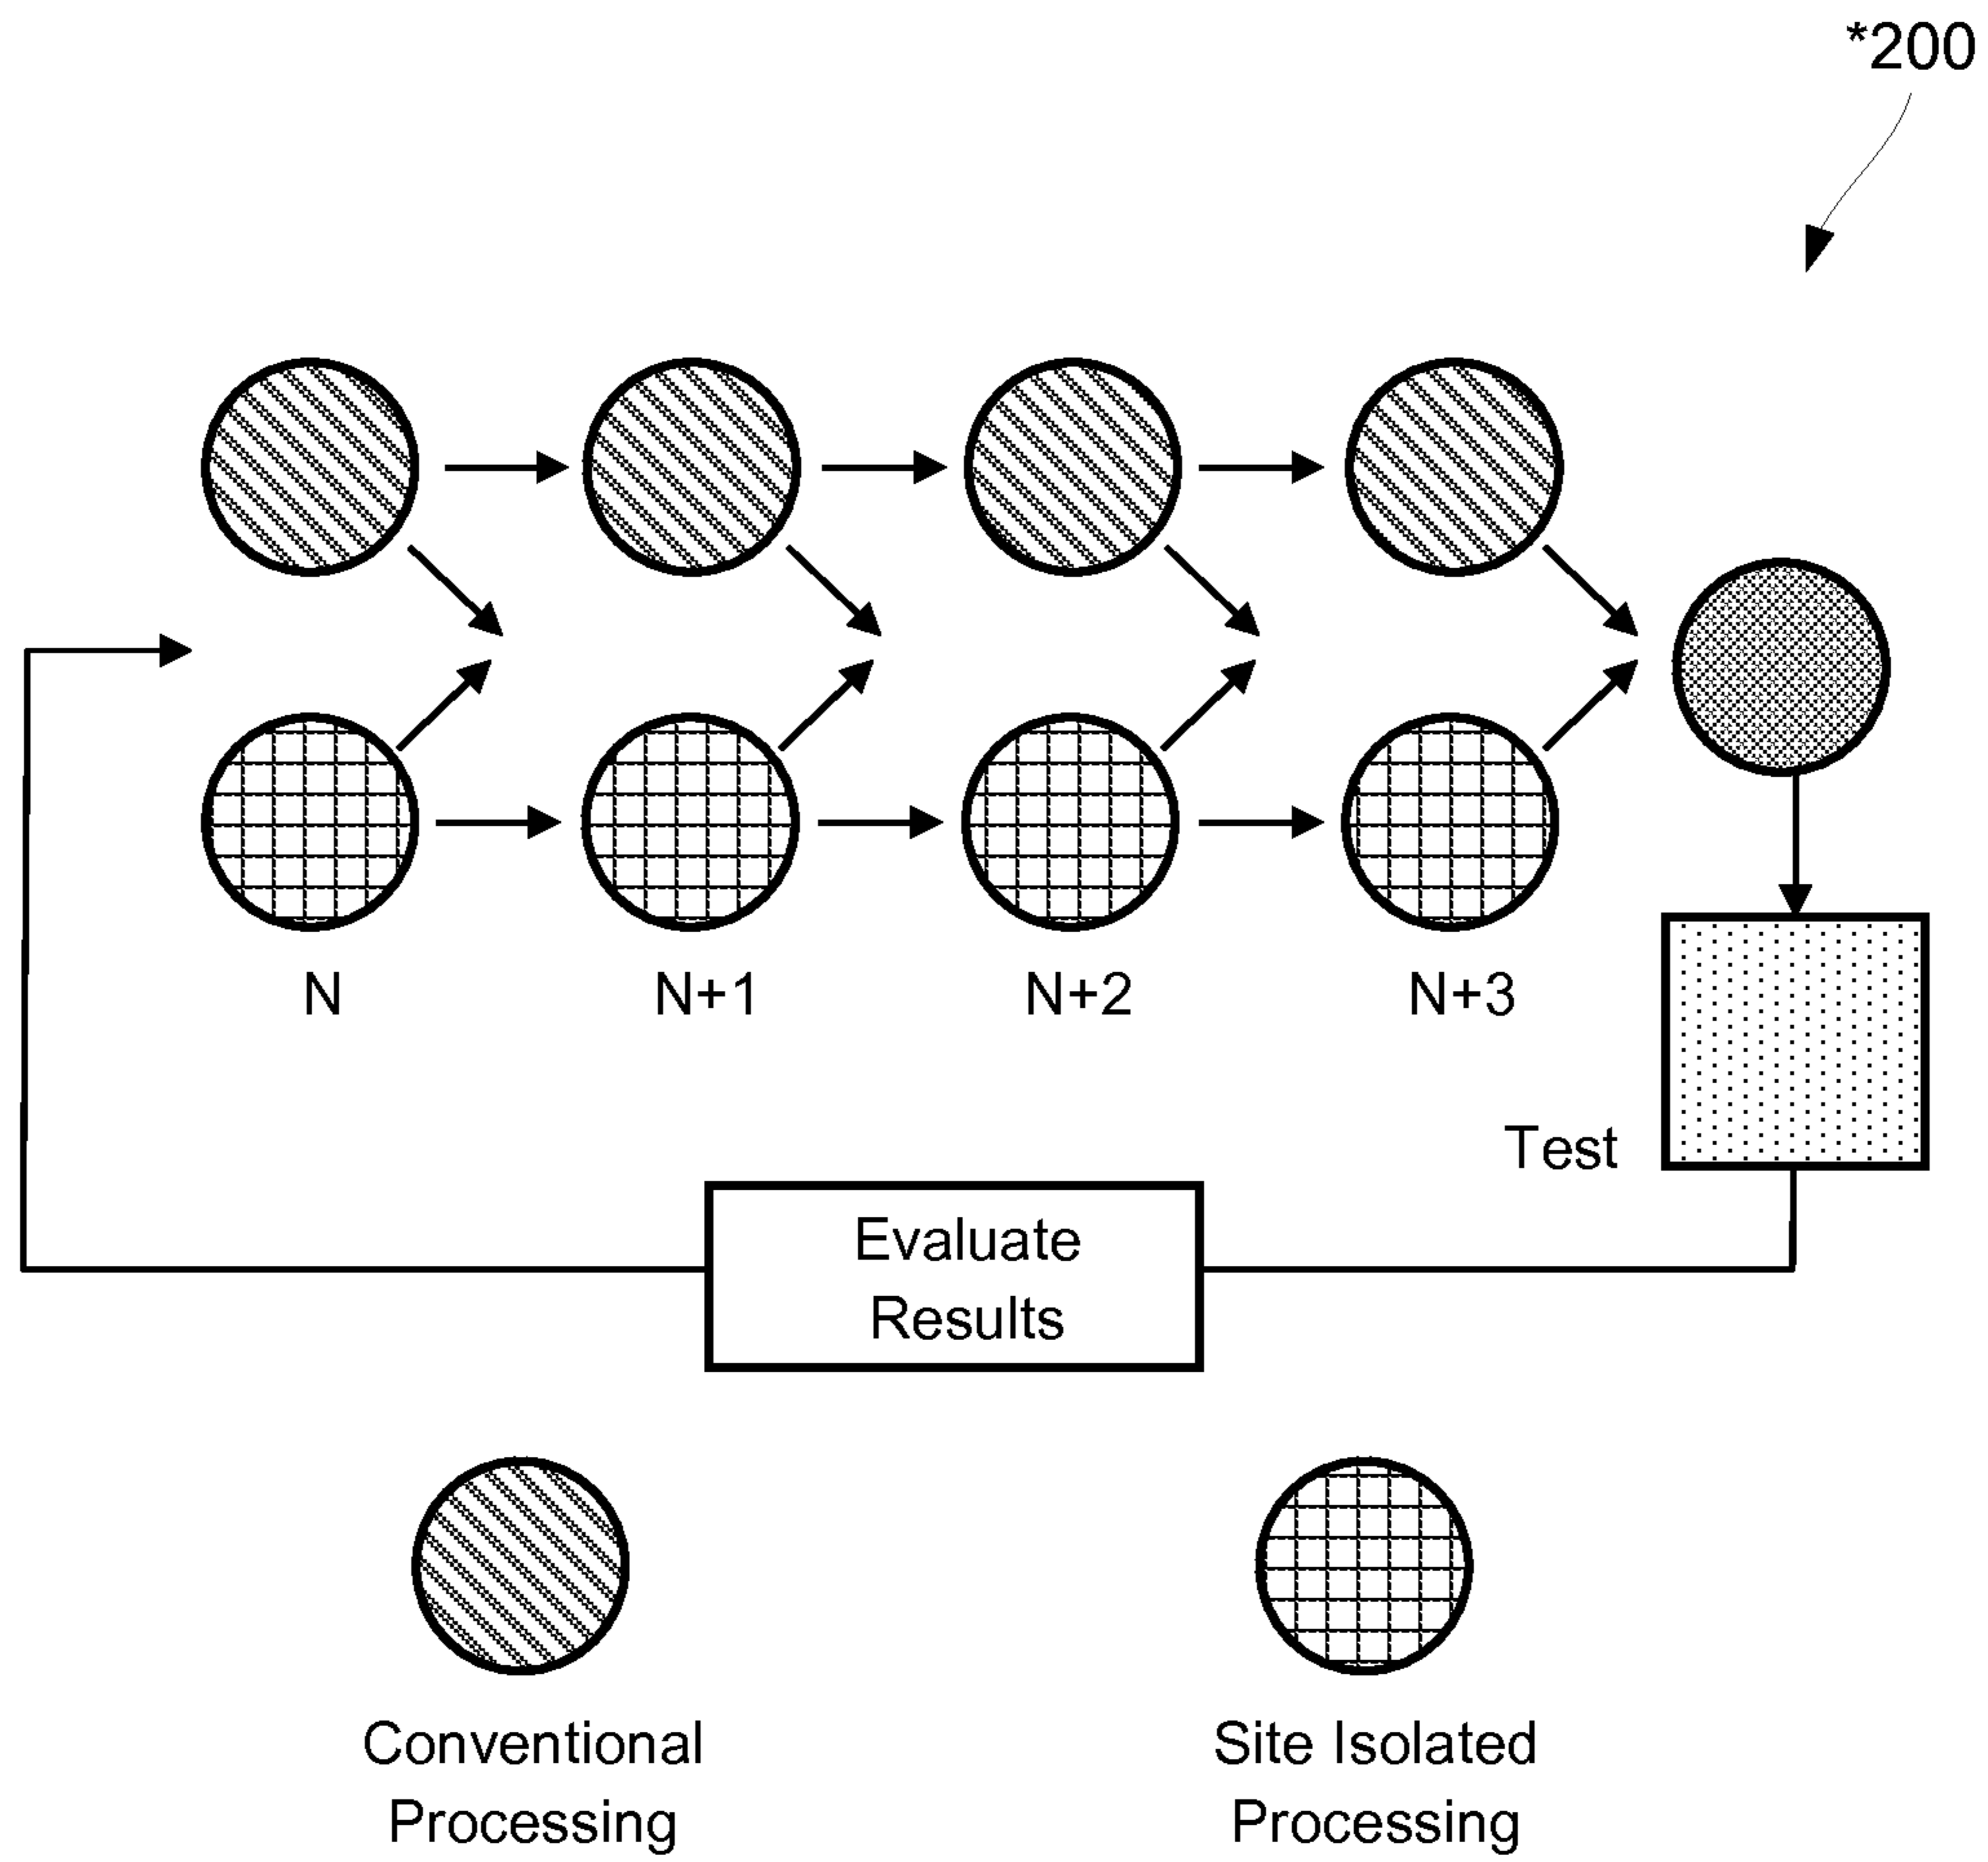 *200
N
N+1
N+2
N+3
Test
Evaluate
Results
Conventional
Processing
Site Isolated
Processing